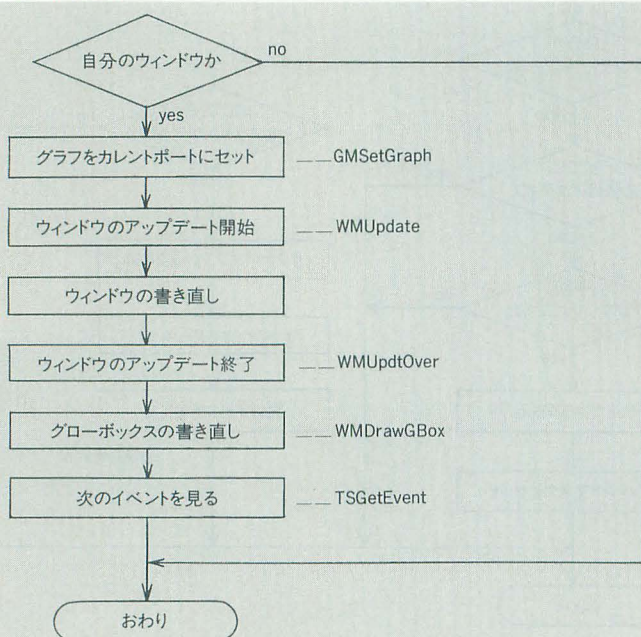 自分のウィンドウか
no
yes
グラフをカレントポートにセット
__GMSetGraph
ウィンドウのアップデート開始
__WMUpdate
ウィンドウの書き直し
ウィンドウのアップデート終了
__WMUpdtOver
グローボックスの書き直し
__WMDrawGBox
次のイベントを見る
__TSGetEvent
おわり